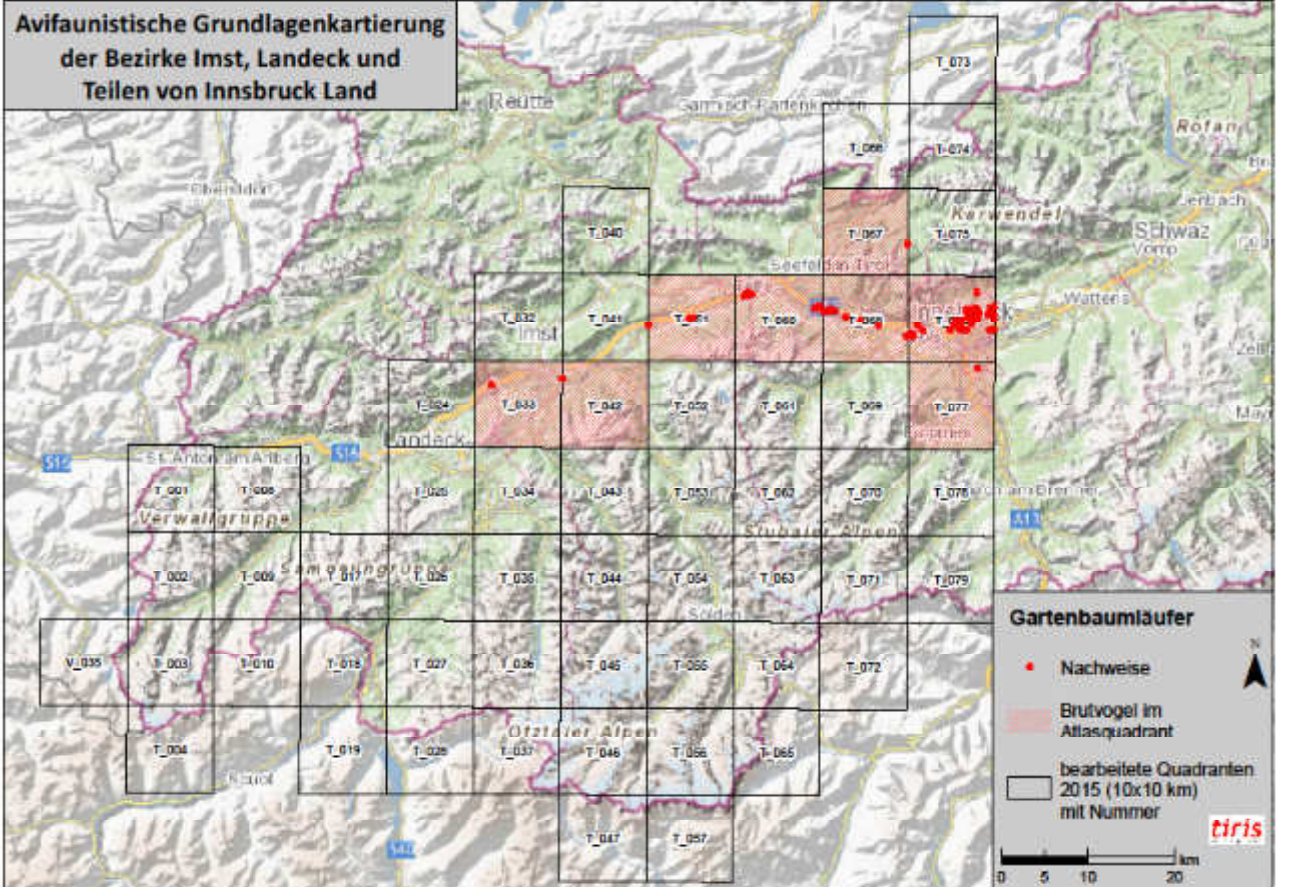 Avifaunistische Grundlagenkartierung
der Bezirke Imst, Landeck und
Teilen von Innsbruck Land
T_073
Reutte
Garmisch-Partenkirchen
Rofan
T_066
T_074
Oberstdorf
Jenbach
Karwendel
T_040
T_067
T_075
Schwaz
Vomp
Seefeld in Tirol
Wattens
T_032
T_041
T_051
T_060
T_068
Imst
T_024
T_033
T_042
T_052
T_061
T_069
T_077
Landeck
S16
S16
St. Anton am Arlberg
T_001
T_008
T_025
T_034
T_043
T_053
T_062
T_070
T_078
Verwallgruppe
Stubaier Alpen
A13
T_002
T_009
Samnaungruppe
T_017
T_026
T_035
T_044
T_054
T_063
T_071
T_079
Sölden
V_035
T_003
T_010
T_018
T_027
T_036
T_045
T_055
T_064
T_072
Ötztaler Alpen
T_004
T_019
T_028
T_037
T_046
T_056
T_065
T_047
T_057
Gartenbaumläufer
N
Nachweise
Brutvogel im
Atlasquadrant
bearbeitete Quadranten
2015 (10x10 km)
mit Nummer
tiris
km
0 5 10 20